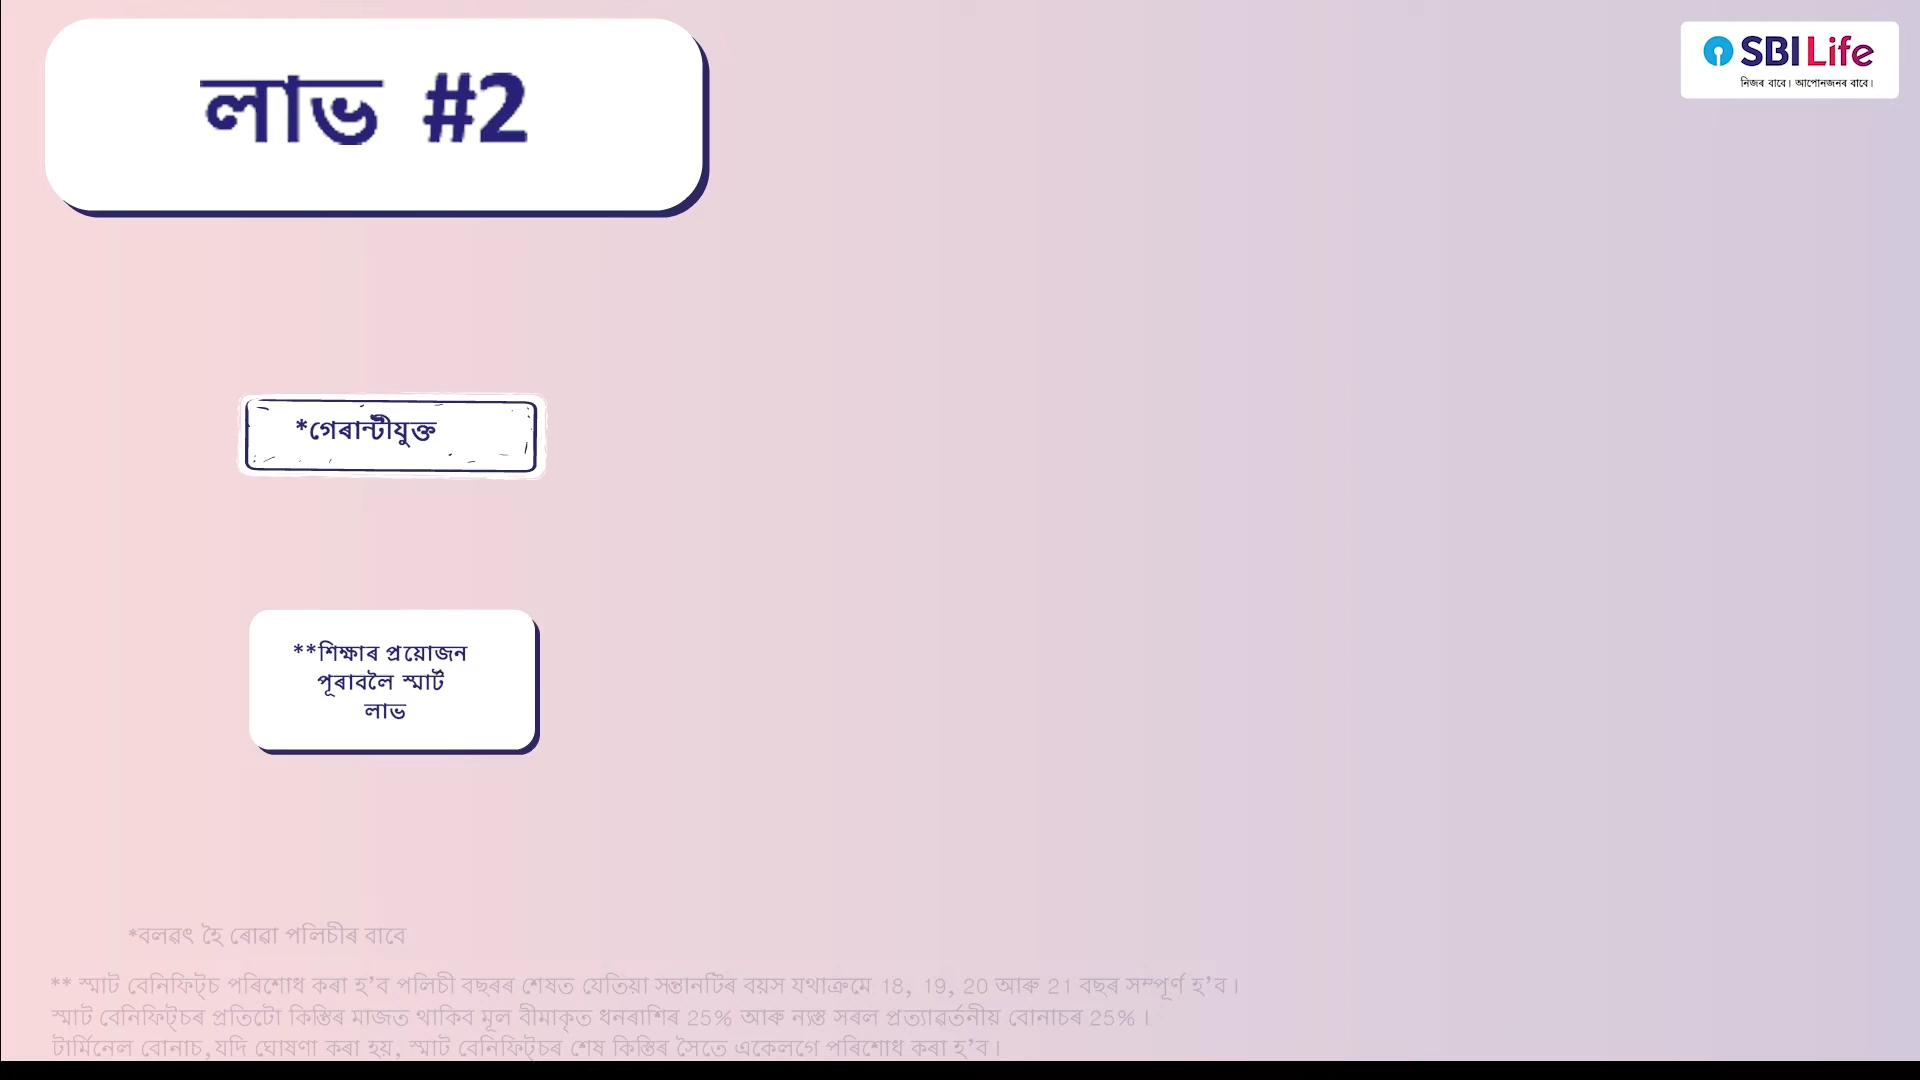 লাভ #2
SBI Life
নিজৰ বাবে। আপোনজনৰ বাবে।
*গেৰান্টীযুক্ত
**শিক্ষাৰ প্ৰয়োজন
পূৰাবলৈ স্মাৰ্ট
লাভ
*বলৱৎ হৈ ৰোৱা পলিচীৰ বাবে
** স্মাৰ্ট বেনিফিট্চ পৰিশোধ কৰা হ’ব পলিচী বছৰৰ শেষত যেতিয়া সন্তানটিৰ বয়স যথাক্ৰমে 18, 19, 20 আৰু 21 বছৰ সম্পূৰ্ণ হ’ব।
স্মাৰ্ট বেনিফিট্চৰ প্ৰতিটো কিস্তিৰ মাজত থাকিব মূল বীমাকৃত ধনৰাশিৰ 25% আৰু ন্যস্ত সৰল প্ৰত্যাৱৰ্তনীয় বোনাচৰ 25%।
টাৰ্মিনেল বোনাচ,যদি ঘোষণা কৰা হয়, স্মাৰ্ট বেনিফিট্চৰ শেষ কিস্তিৰ সৈতে একেলগে পৰিশোধ কৰা হ’ব।